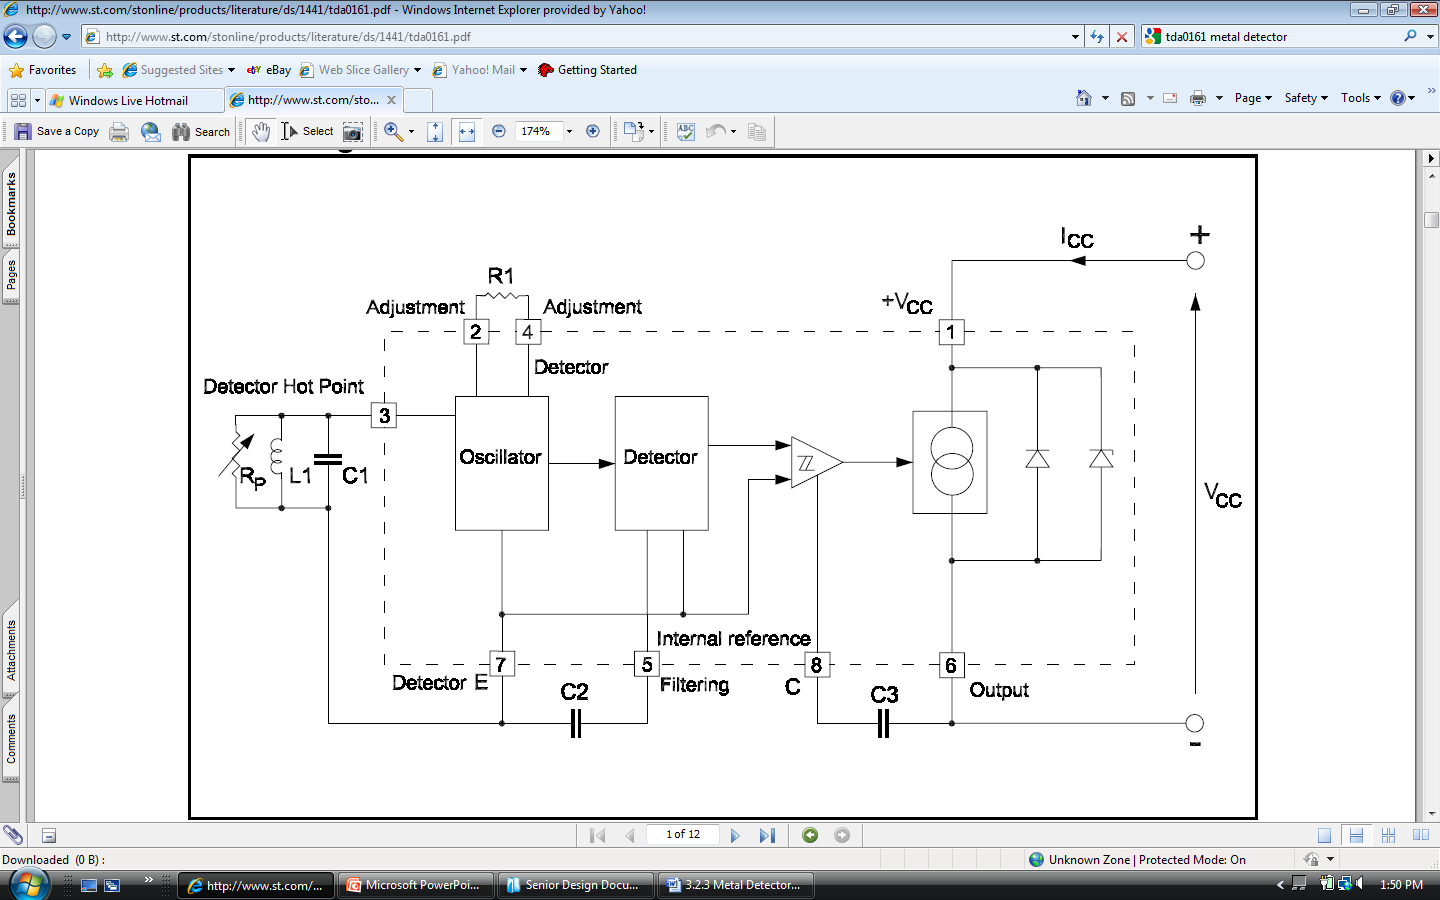 http://www.st.com/stonline/products/literature/ds/1441/tda0161.pdf - Windows Internet Explorer provided by Yahoo!
http://www.st.com/stonline/products/literature/ds/1441/tda0161.pdf
tda0161 metal detector
Favorites
Suggested Sites
eBay
Web Slice Gallery
Yahoo! Mail
Getting Started
Windows Live Hotmail
http://www.st.com/sto...
Page
Safety
Tools
Save a Copy
Search
Select
174%
Bookmarks
Pages
Attachments
Comments
ICC
+
R1
Adjustment
Adjustment
+VCC
2
4
1
Detector
Detector Hot Point
3
RP
L1
C1
Oscillator
Detector
VCC
Internal reference
7
5
8
6
Detector E
Filtering
C
Output
C2
C3
-
1 of 12
Downloaded (0 B) :
Unknown Zone | Protected Mode: On
http://www.st.com/...
Microsoft PowerPoi...
Senior Design Docu...
3.2.3 Metal Detector...
1:50 PM